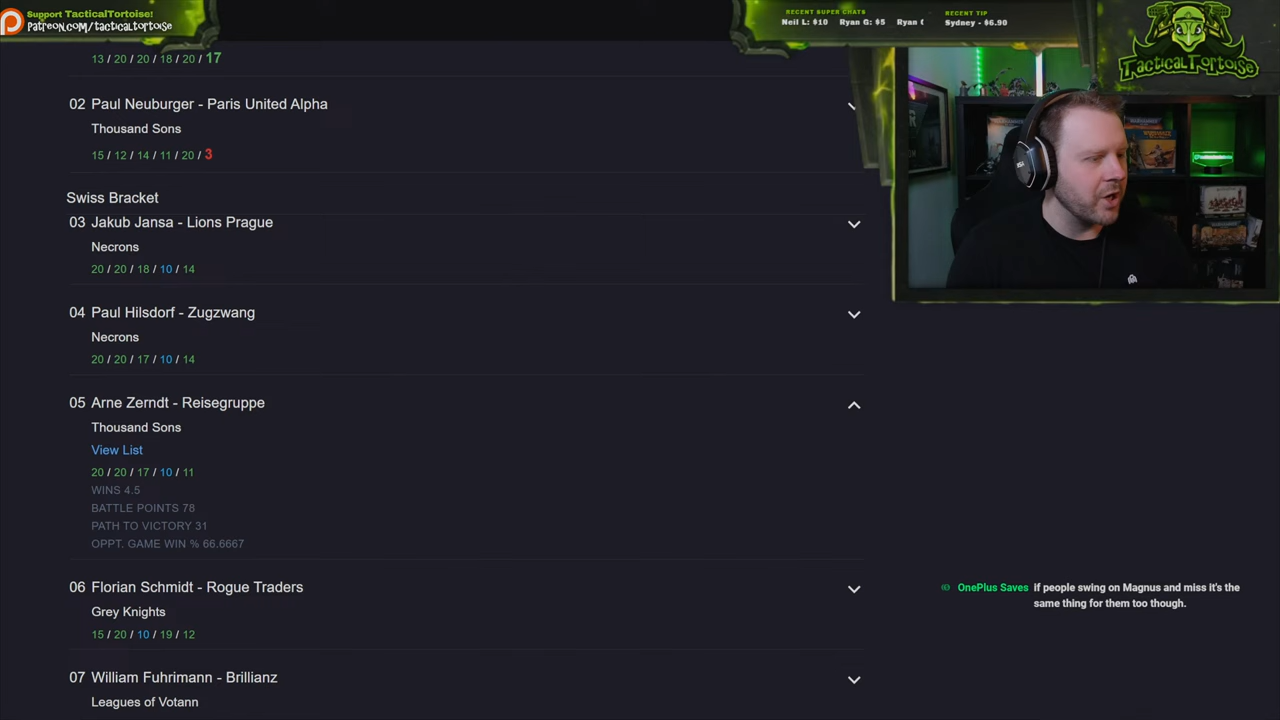 Support TacticalTortoise!
Patreon.com/tacticaltortoise
RECENT SUPER CHATS
Neil L: $10 Ryan G: $5 Ryan
RECENT TIP
Sydney - $6.90
TacticalTortoise
13 / 20 / 20 / 18 / 20 / 17
02 Paul Neuburger - Paris United Alpha
Thousand Sons
15 / 12 / 14 / 11 / 20 / 3
Swiss Bracket
03 Jakub Jansa - Lions Prague
Necrons
20 / 20 / 18 / 10 / 14
04 Paul Hilsdorf - Zugzwang
Necrons
20 / 20 / 17 / 10 / 14
05 Arne Zerndt - Reisegruppe
Thousand Sons
View List
20 / 20 / 17 / 10 / 11
WINS 4.5
BATTLE POINTS 78
PATH TO VICTORY 31
OPPT. GAME WIN % 66.6667
06 Florian Schmidt - Rogue Traders
Grey Knights
15 / 20 / 10 / 19 / 12
OnePlus Saves if people swing on Magnus and miss it's the
same thing for them too though.
07 William Fuhrimann - Brillianz
Leagues of Votann